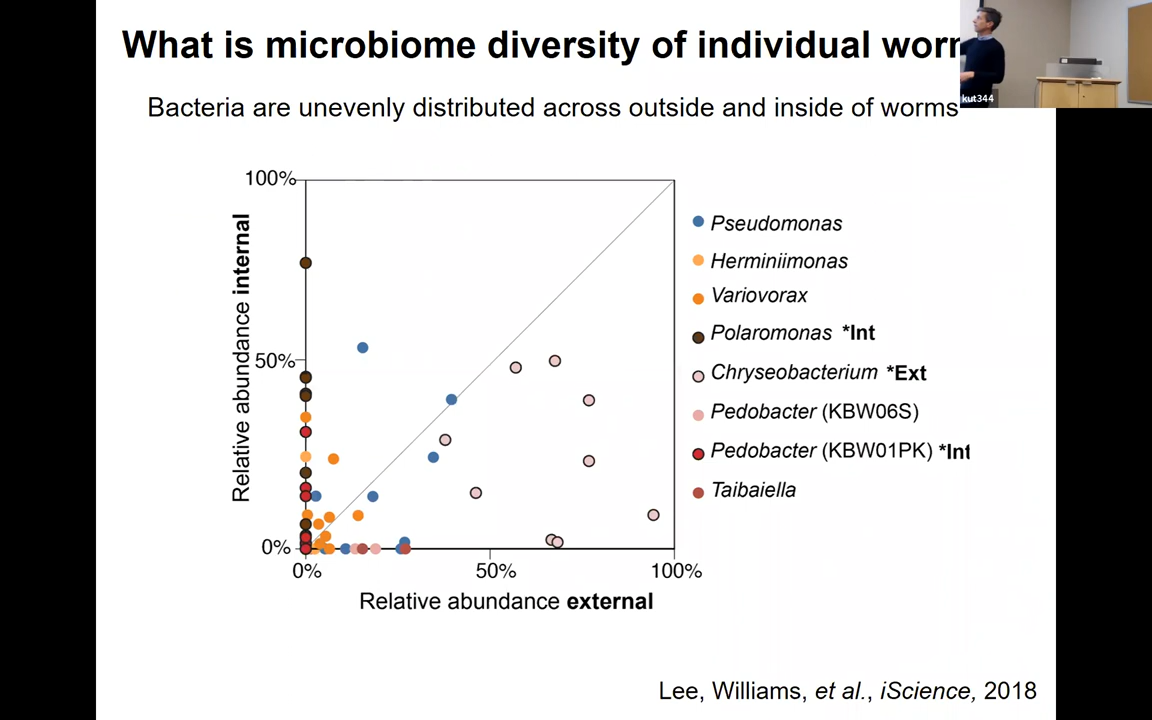 What is microbiome diversity of individual
kut344
Bacteria are unevenly distributed across outside and inside of worms
100%
50%
0%
Relative abundance internal
0%
50%
100%
Relative abundance external
Pseudomonas
Herminiimonas
Variovorax
Polaromonas *Int
Chryseobacterium *Ext
Pedobacter (KBW06S)
Pedobacter (KBW01PK) *Int
Taibaiella
Lee, Williams, et al., iScience, 2018